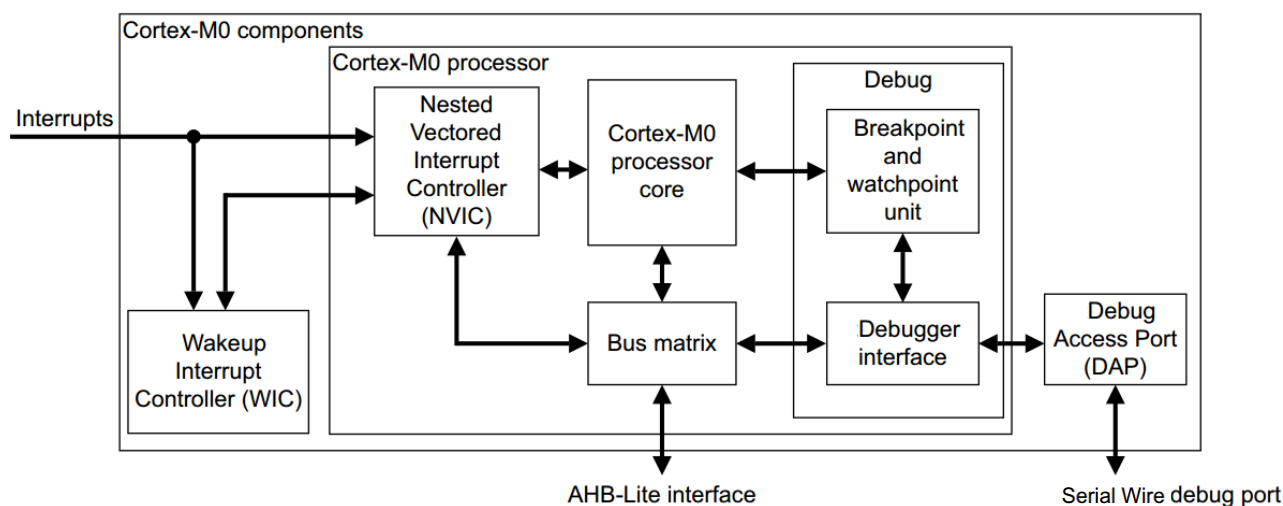 Cortex-M0 components
Cortex-M0 processor
Interrupts
Nested
Vectored
Interrupt
Controller
(NVIC)
Cortex-M0
processor
core
Debug
Breakpoint
and
watchpoint
unit
Wakeup
Interrupt
Controller (WIC)
Bus matrix
Debugger
interface
Debug
Access Port
(DAP)
AHB-Lite interface
Serial Wire debug port